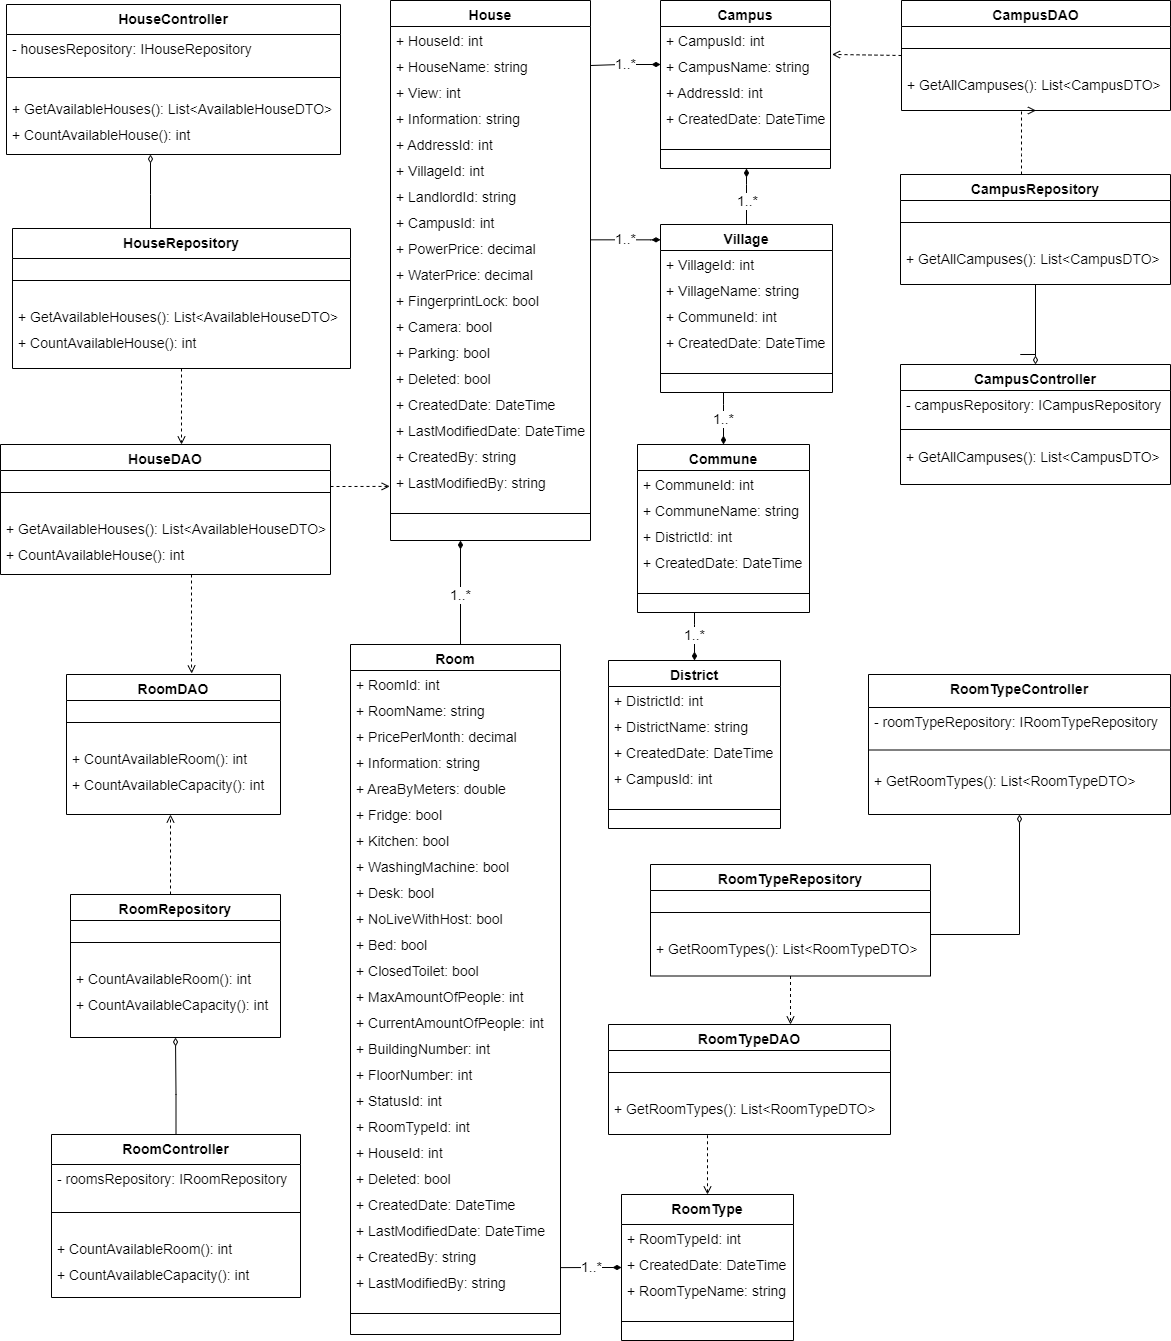 HouseController
- housesRepository: IHouseRepository
+ GetAvailableHouses(): List<AvailableHouseDTO>
+ CountAvailableHouse(): int
HouseRepository
+ GetAvailableHouses(): List<AvailableHouseDTO>
+ CountAvailableHouse(): int
HouseDAO
+ GetAvailableHouses(): List<AvailableHouseDTO>
+ CountAvailableHouse(): int
RoomDAO
+ CountAvailableRoom(): int
+ CountAvailableCapacity(): int
RoomRepository
+ CountAvailableRoom(): int
+ CountAvailableCapacity(): int
RoomController
- roomsRepository: IRoomRepository
+ CountAvailableRoom(): int
+ CountAvailableCapacity(): int
House
+ HouseId: int
+ HouseName: string
+ View: int
+ Information: string
+ AddressId: int
+ VillageId: int
+ LandlordId: string
+ CampusId: int
+ PowerPrice: decimal
+ WaterPrice: decimal
+ FingerprintLock: bool
+ Camera: bool
+ Parking: bool
+ Deleted: bool
+ CreatedDate: DateTime
+ LastModifiedDate: DateTime
+ CreatedBy: string
+ LastModifiedBy: string
1..*
1..*
1..*
Room
+ RoomId: int
+ RoomName: string
+ PricePerMonth: decimal
+ Information: string
+ AreaByMeters: double
+ Fridge: bool
+ Kitchen: bool
+ WashingMachine: bool
+ Desk: bool
+ NoLiveWithHost: bool
+ Bed: bool
+ ClosedToilet: bool
+ MaxAmountOfPeople: int
+ CurrentAmountOfPeople: int
+ BuildingNumber: int
+ FloorNumber: int
+ StatusId: int
+ RoomTypeId: int
+ HouseId: int
+ Deleted: bool
+ CreatedDate: DateTime
+ LastModifiedDate: DateTime
+ CreatedBy: string
+ LastModifiedBy: string
1..*
Campus
+ CampusId: int
+ CampusName: string
+ AddressId: int
+ CreatedDate: DateTime
1..*
Village
+ VillageId: int
+ VillageName: string
+ CommuneId: int
+ CreatedDate: DateTime
1..*
Commune
+ CommuneId: int
+ CommuneName: string
+ DistrictId: int
+ CreatedDate: DateTime
1..*
District
+ DistrictId: int
+ DistrictName: string
+ CreatedDate: DateTime
+ CampusId: int
CampusDAO
+ GetAllCampuses(): List<CampusDTO>
CampusRepository
+ GetAllCampuses(): List<CampusDTO>
CampusController
- campusRepository: ICampusRepository
+ GetAllCampuses(): List<CampusDTO>
RoomTypeController
- roomTypeRepository: IRoomTypeRepository
+ GetRoomTypes(): List<RoomTypeDTO>
RoomTypeRepository
+ GetRoomTypes(): List<RoomTypeDTO>
RoomTypeDAO
+ GetRoomTypes(): List<RoomTypeDTO>
RoomType
+ RoomTypeId: int
+ CreatedDate: DateTime
+ RoomTypeName: string